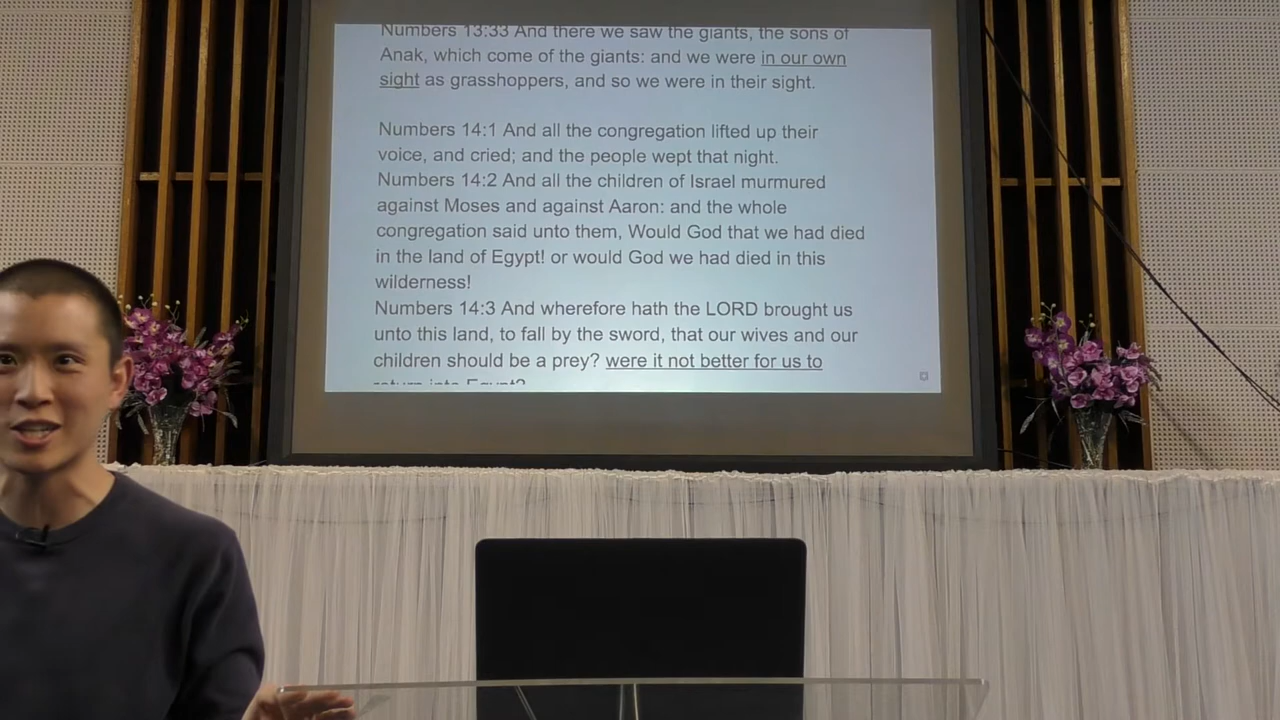 Numbers 13:33 And there we saw the giants, the sons of
Anak, which come of the giants: and we were in our own
sight as grasshoppers, and so we were in their sight.
Numbers 14:1 And all the congregation lifted up their
voice, and cried; and the people wept that night.
Numbers 14:2 And all the children of Israel murmured
against Moses and against Aaron: and the whole
congregation said unto them, Would God that we had died
in the land of Egypt! or would God we had died in this
wilderness!
Numbers 14:3 And wherefore hath the LORD brought us
unto this land, to fall by the sword, that our wives and our
children should be a prey? were it not better for us to
return into Egypt?